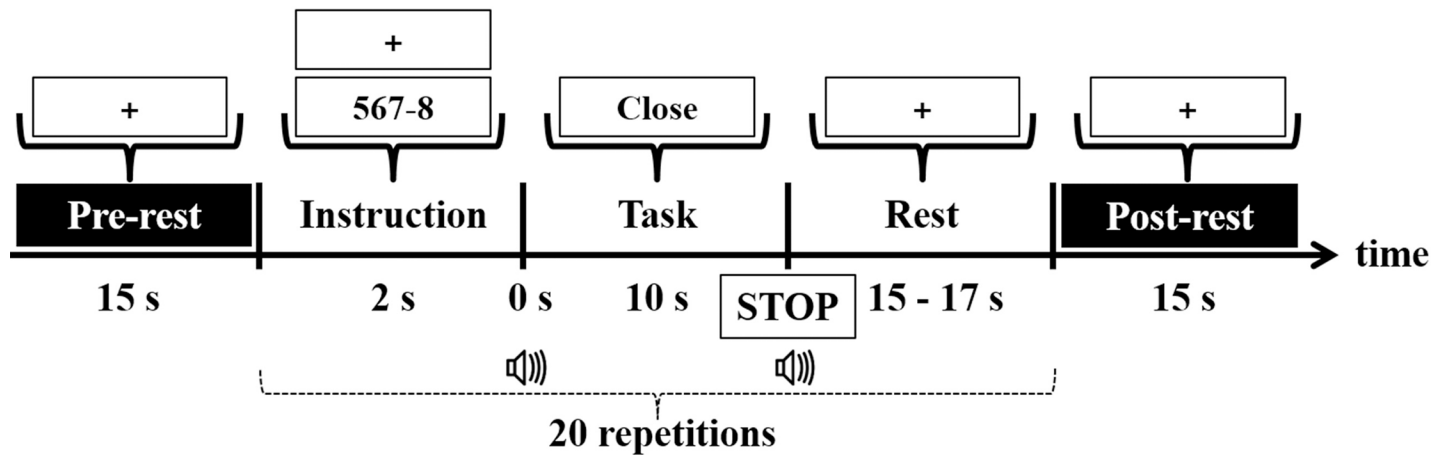 +
+ 567-8 Close + +
Pre-rest Instruction Task Rest Post-rest
time
15 s 2 s 0 s 10 s STOP 15 - 17 s 15 s
20 repetitions